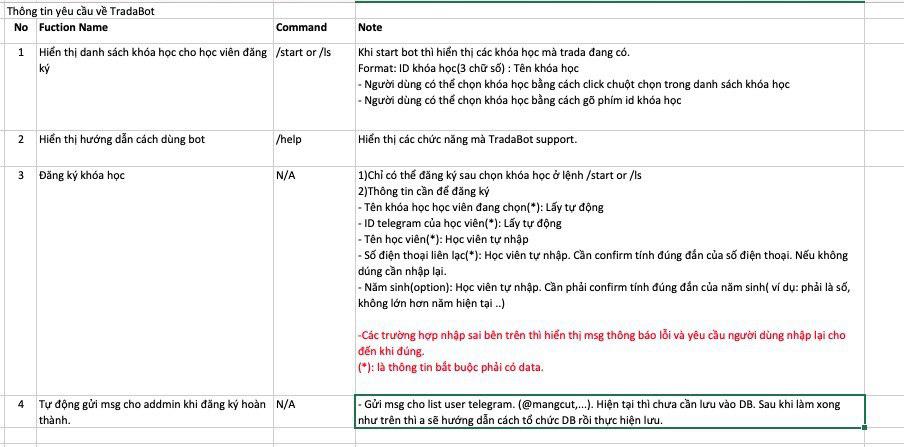 Thông tin yêu cầu về TradaBot
No Fuction Name Command Note
1 Hiển thị danh sách khóa học cho học viên đăng ký /start or /ls Khi start bot thì hiển thị các khóa học mà trada đang có.
Format: ID khóa học(3 chữ số) : Tên khóa học
- Người dùng có thể chọn khóa học bằng cách click chuột chọn trong danh sách khóa học
- Người dùng có thể chọn khóa học bằng cách gõ phím id khóa học
2 Hiển thị hướng dẫn cách dùng bot /help Hiển thị các chức năng mà TradaBot support.
3 Đăng ký khóa học N/A 1)Chỉ có thể đăng ký sau chọn khóa học ở lệnh /start or /ls
2)Thông tin cần để đăng ký
- Tên khóa học học viên đang chọn(*): Lấy tự động
- ID telegram của học viên(*): Lấy tự động
- Tên học viên(*): Học viên tự nhập
- Số điện thoại liên lạc(*): Học viên tự nhập. Cần confirm tính đúng đắn của số điện thoại. Nếu không
dúng cần nhập lại.
- Năm sinh(option): Học viên tự nhập. Cần phải confirm tính đúng đắn của năm sinh( ví dụ: phải là số,
không lớn hơn năm hiện tại ..)
-Các trường hợp nhập sai bên trên thì hiển thị msg thông báo lỗi và yêu cầu người dùng nhập lại cho
đến khi đúng.
(*): là thông tin bắt buộc phải có data.
4 Tự động gửi msg cho addmin khi đăng ký hoàn thành. N/A - Gửi msg cho list user telegram. (@mangcut,...). Hiện tại thì chưa cần lưu vào DB. Sau khi làm xong
như trên thì a sẽ hướng dẫn cách tổ chức DB rồi thực hiện lưu.